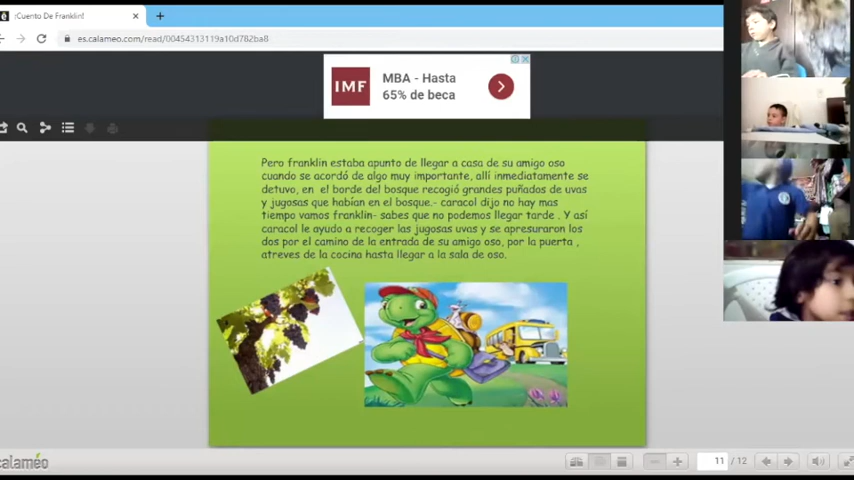 ¡Cuento De Franklin!
es.calameo.com/read/00454313119a10d782ba8
IMF
MBA - Hasta
65% de beca
Pero franklin estaba apunto de llegar a casa de su amigo oso
cuando se acordó de algo muy importante, allí inmediatamente se
detuvo, en el borde del bosque recogió grandes puñados de uvas
y jugosas que habían en el bosque.- caracol dijo no hay mas
tiempo vamos franklin- sabes que no podemos llegar tarde . Y así
caracol le ayudo a recoger las jugosas uvas y se apresuraron los
dos por el camino de la entrada de su amigo oso, por la puerta ,
atreves de la cocina hasta llegar a la sala de oso.
calaméo
11 / 12